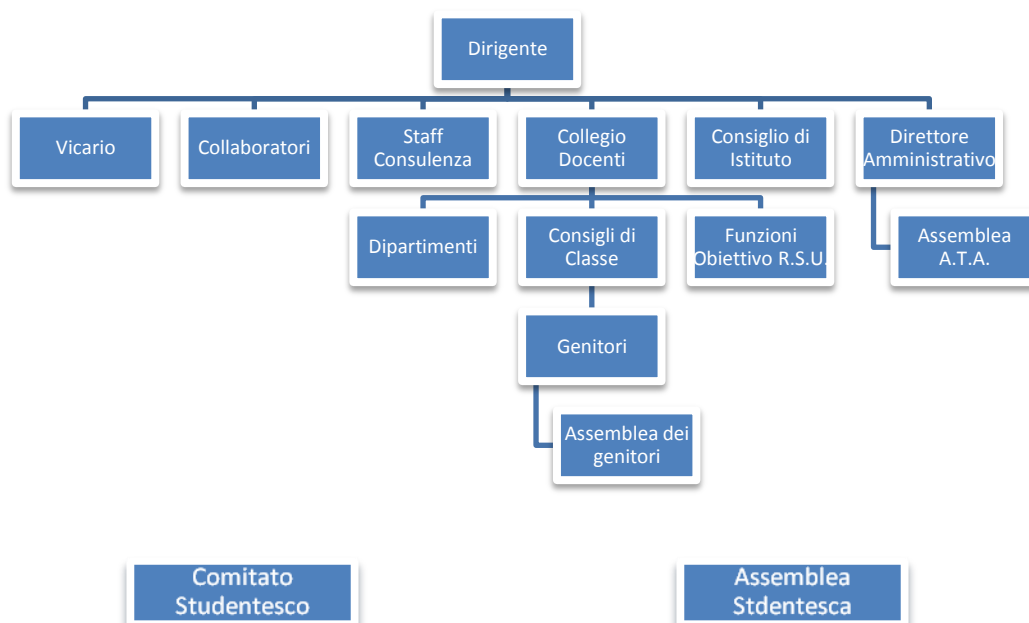 Dirigente
Vicario
Collaboratori
Staff
Consulenza
Collegio
Docenti
Consiglio di
Istituto
Direttore
Amministrativo
Dipartimenti
Consigli di
Classe
Funzioni
Obiettivo R.S.U.
Assemblea
A.T.A.
Genitori
Assemblea dei
genitori
Comitato
Studentesco
Assemblea
Stdentesca